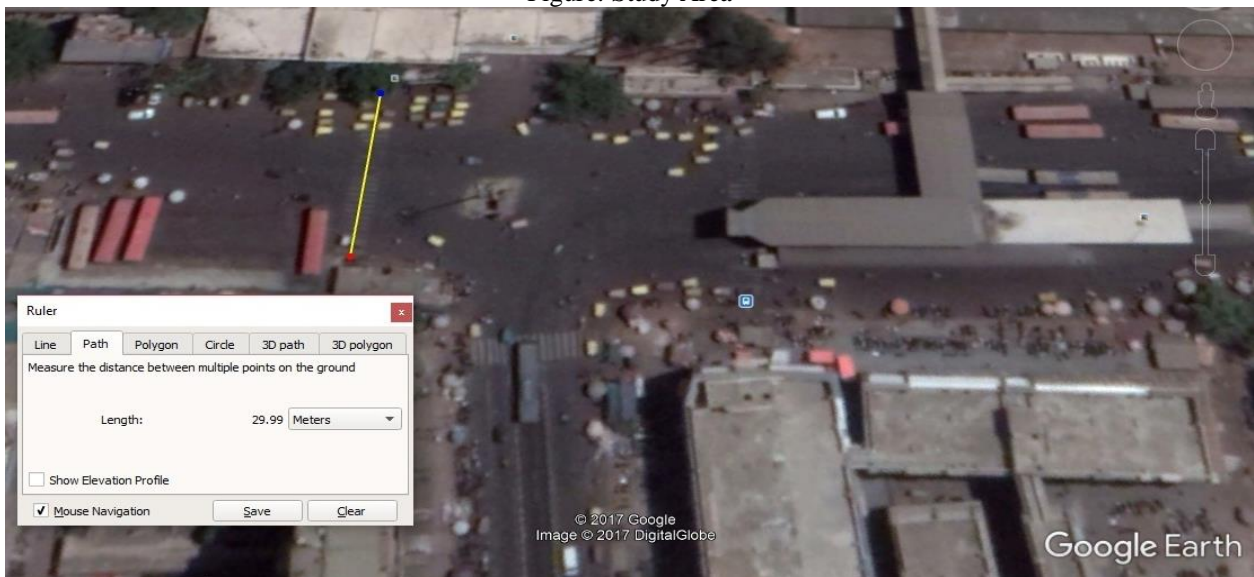 Figure: Study Area
Ruler
x
Line Path Polygon Circle 3D path 3D polygon
Measure the distance between multiple points on the ground
Length: 29.99 Meters
Show Elevation Profile
Mouse Navigation Save Clear
© 2017 Google
Image © 2017 DigitalGlobe
Google Earth